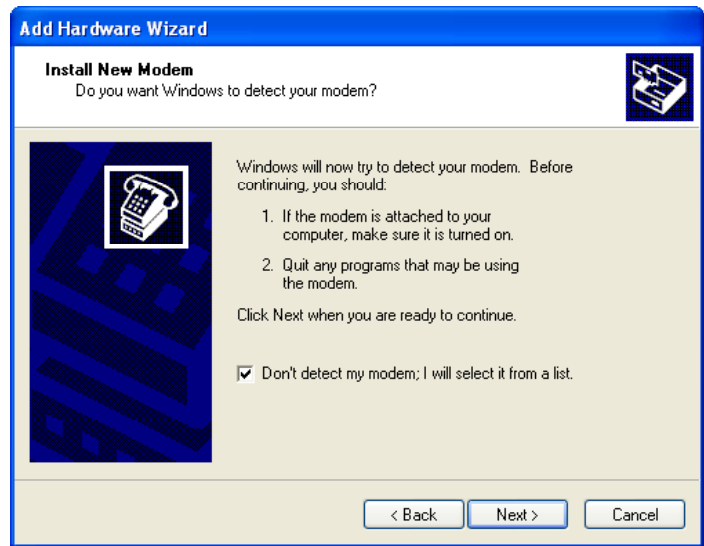 Add Hardware Wizard
Install New Modem
Do you want Windows to detect your modem?
Windows will now try to detect your modem. Before
continuing, you should:
1. If the modem is attached to your
computer, make sure it is turned on.
2. Quit any programs that may be using
the modem.
Click Next when you are ready to continue.
Don't detect my modem; I will select it from a list.
< Back Next > Cancel